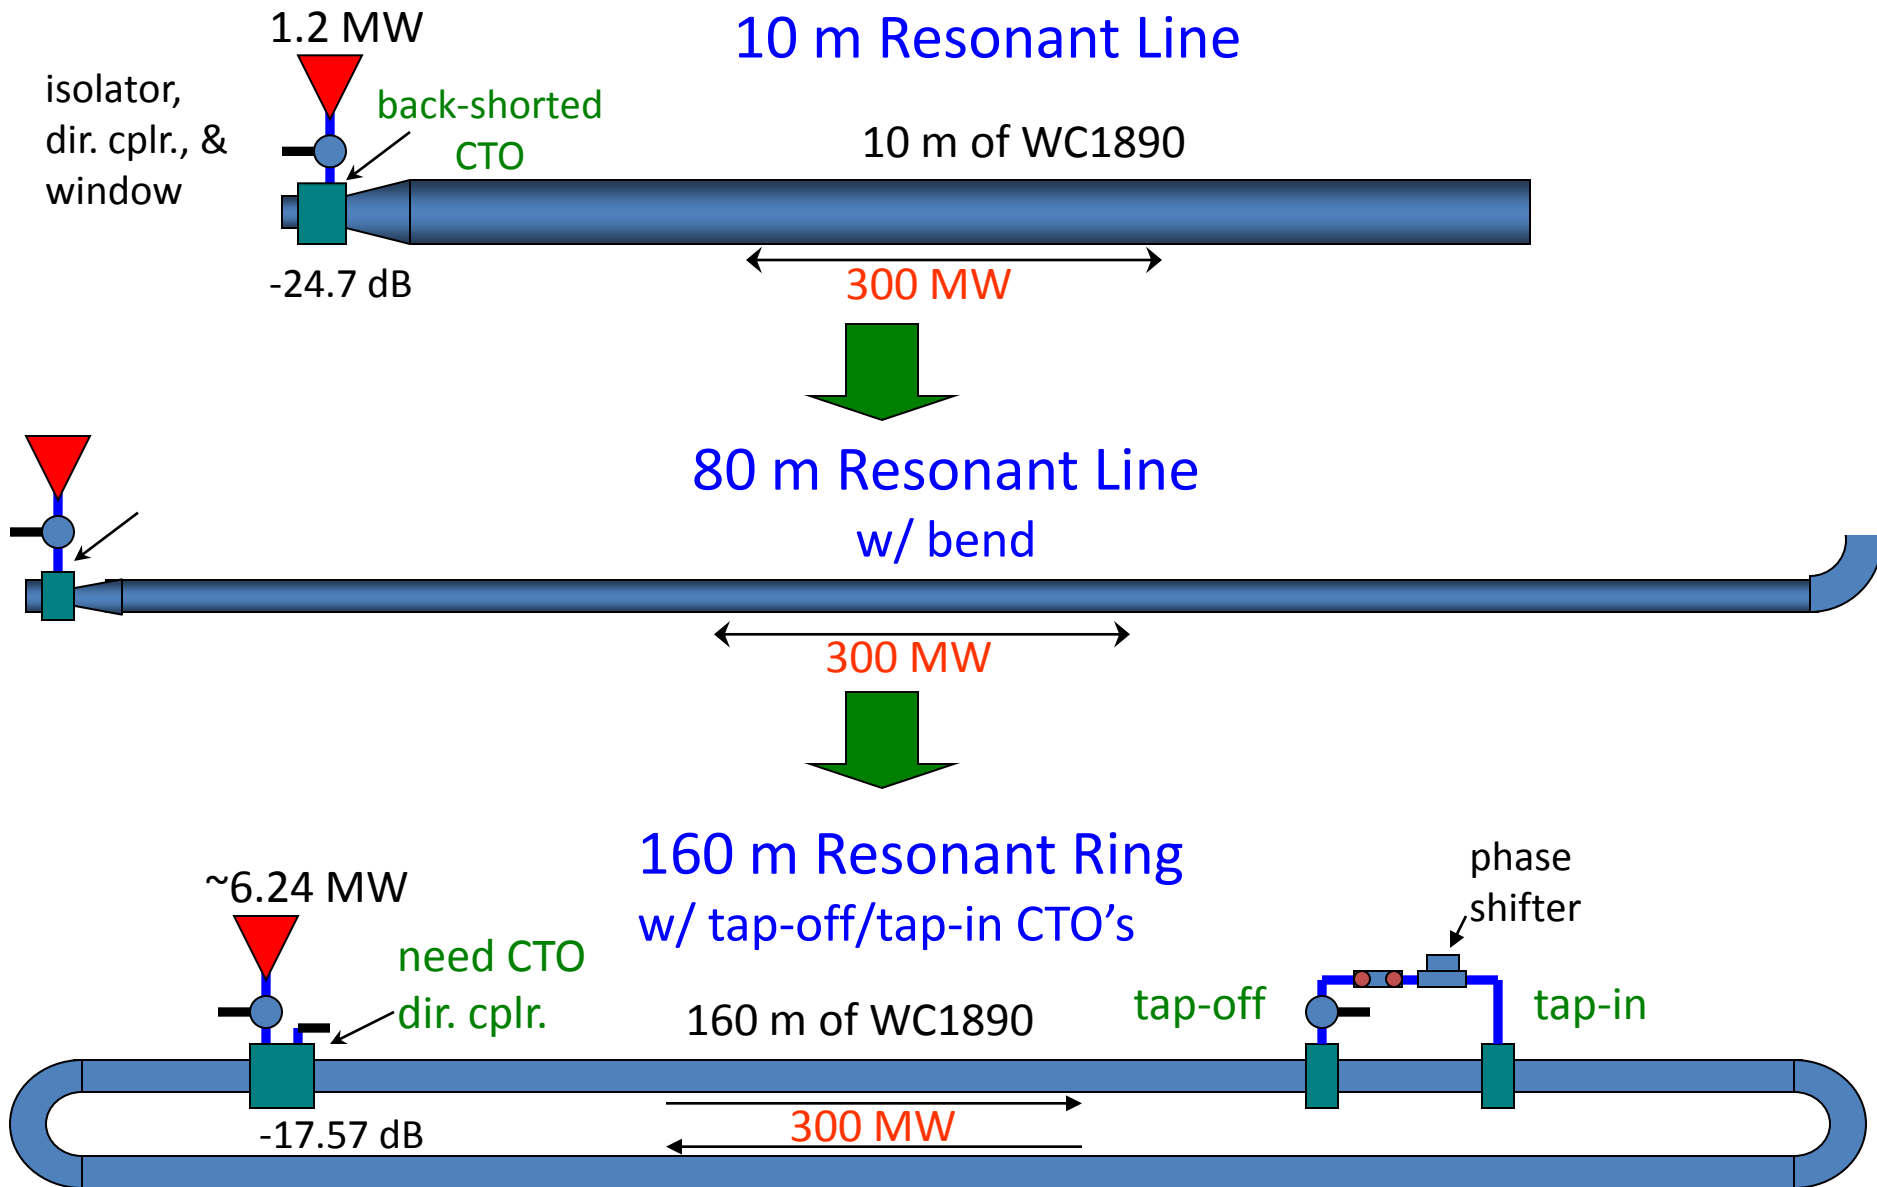 1.2 MW
10 m Resonant Line
isolator,
dir. cplr., &
window
back-shorted
CTO
10 m of WC1890
-24.7 dB
300 MW
80 m Resonant Line
w/ bend
300 MW
160 m Resonant Ring
w/ tap-off/tap-in CTO's
~6.24 MW
need CTO
dir. cplr.
160 m of WC1890
phase
shifter
tap-off
tap-in
-17.57 dB
300 MW